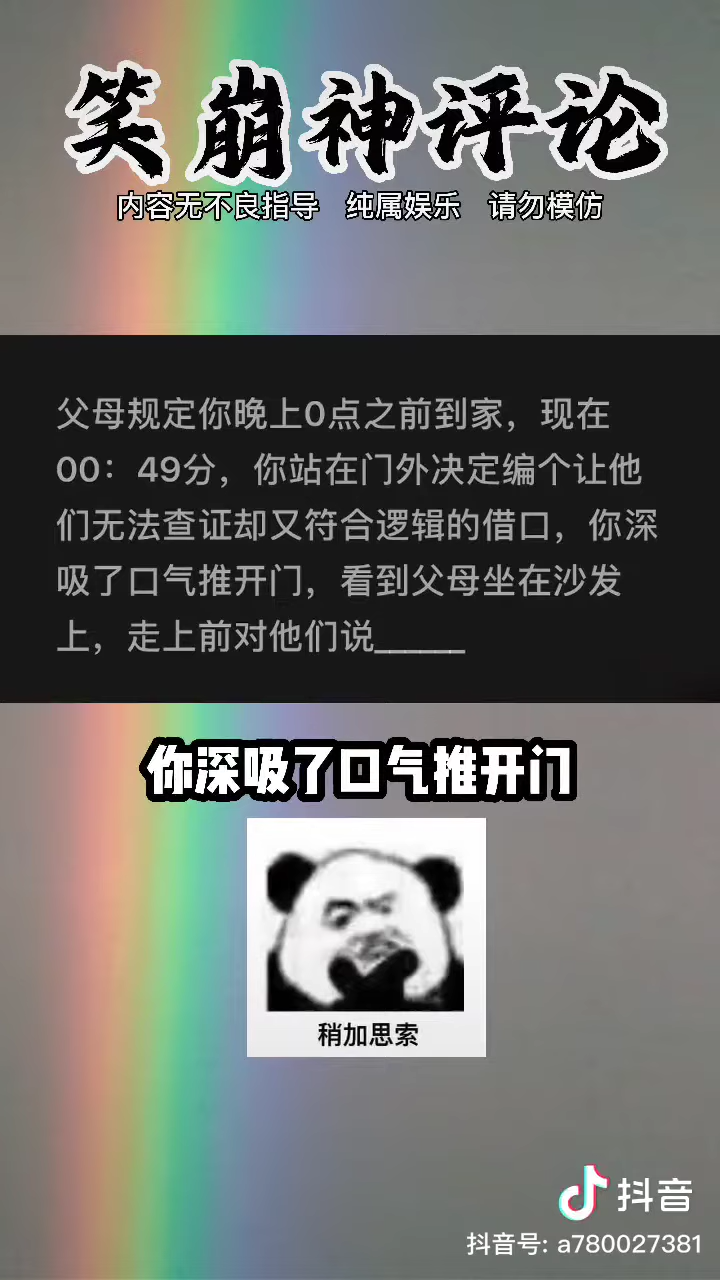 笑崩神评论
内容无不良指导 纯属娱乐 请勿模仿
父母规定你晚上0点之前到家，现在
00：49分，你站在门外决定编个让他
们无法查证却又符合逻辑的借口，你深
吸了口气推开门，看到父母坐在沙发
上，走上前对他们说______
你深吸了口气推开门
稍加思索
抖音
抖音号: a780027381